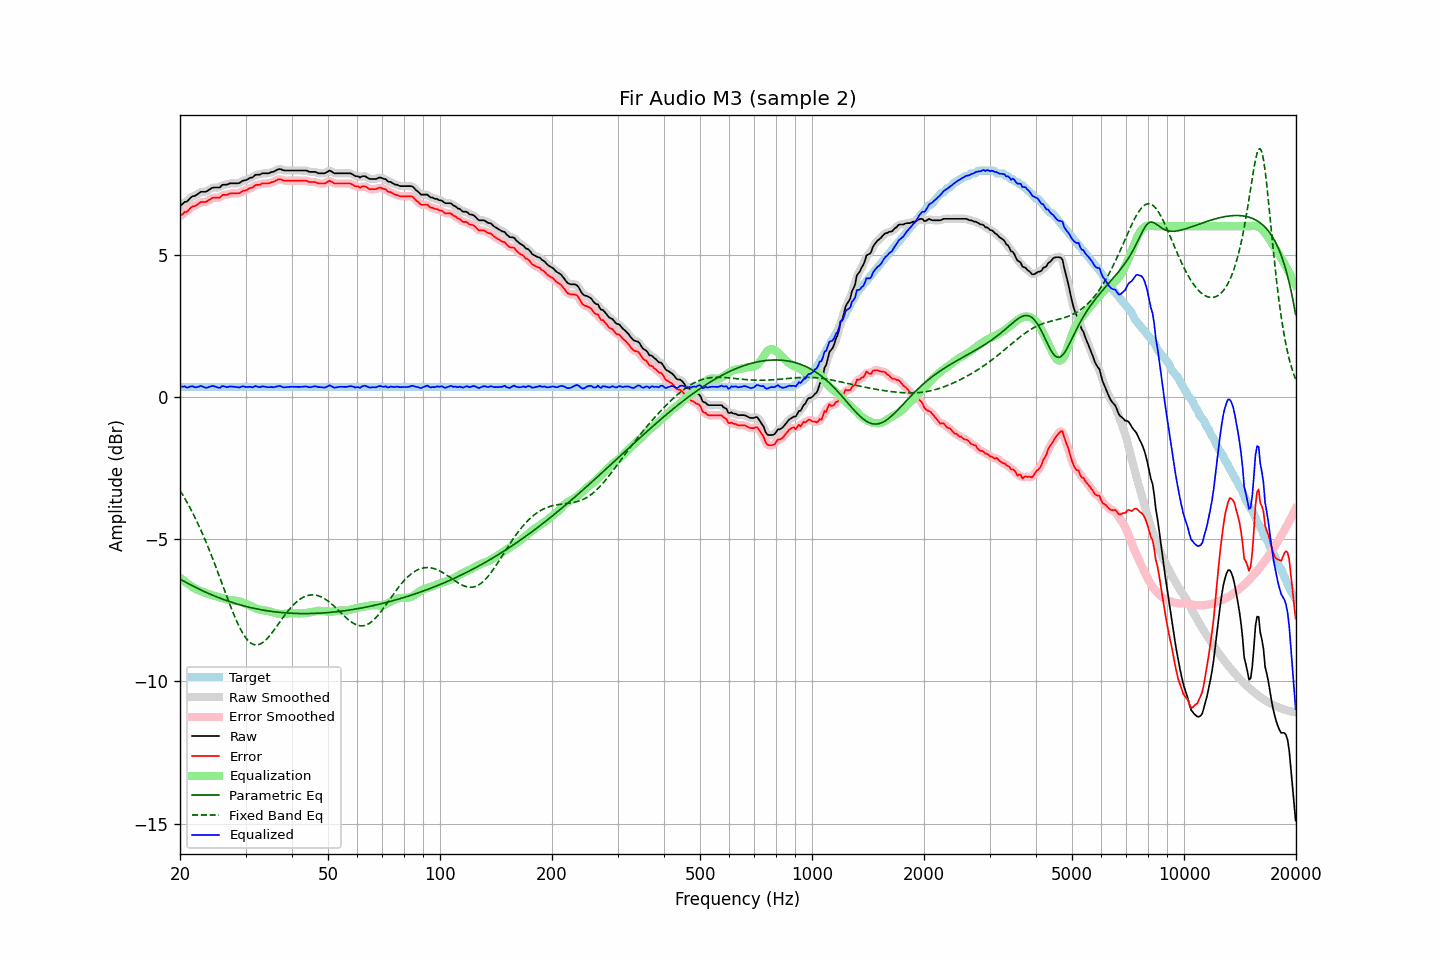 Fir Audio M3 (sample 2)
Amplitude (dBr)
5
0
−5
−10
−15
Target
Raw Smoothed
Error Smoothed
Raw
Error
Equalization
Parametric Eq
Fixed Band Eq
Equalized
20 50 100 200 500 1000 2000 5000 10000 20000
Frequency (Hz)